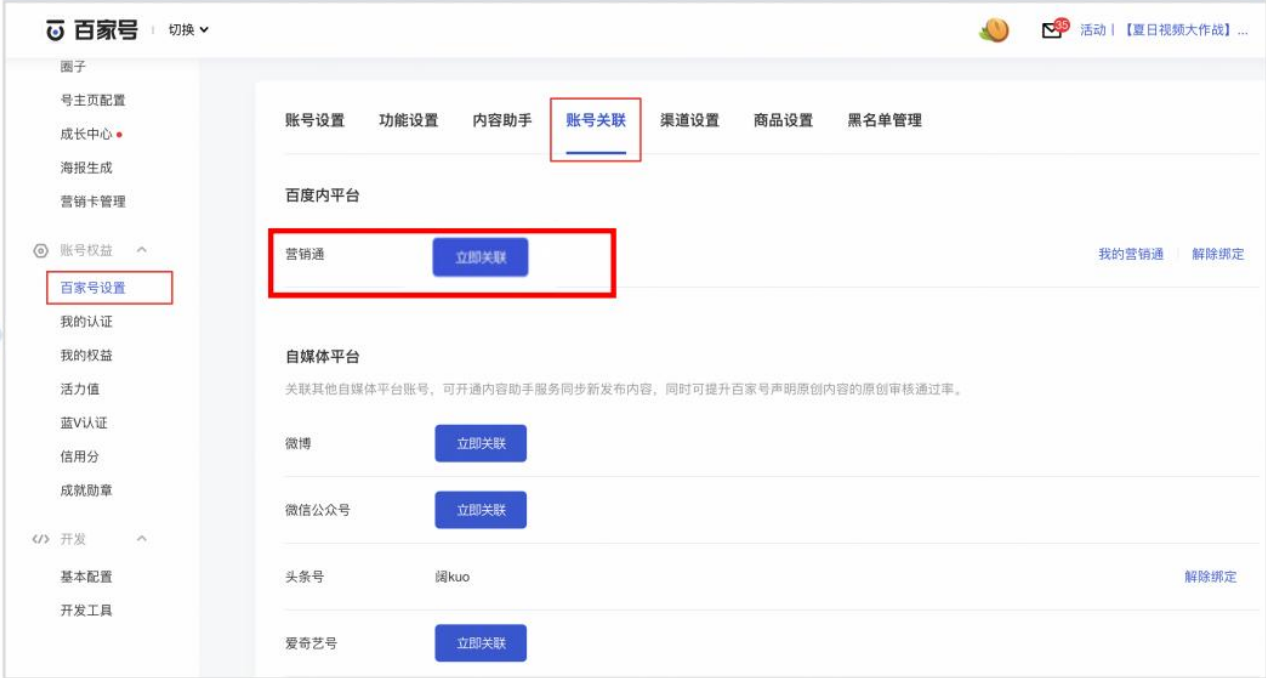 百家号 切换
35 活动 | 【夏日视频大作战】...
圈子
号主页配置
成长中心
海报生成
营销卡管理
账号权益
百家号设置
我的认证
我的权益
活力值
蓝V认证
信用分
成就勋章
开发
基本配置
开发工具
账号设置 功能设置 内容助手 账号关联 渠道设置 商品设置 黑名单管理
百度内平台
营销通 立即关联 我的营销通 解除绑定
自媒体平台
关联其他自媒体平台账号，可开通内容助手服务同步新发布内容，同时可提升百家号声明原创内容的原创审核通过率。
微博 立即关联
微信公众号 立即关联
头条号 阔kuo 解除绑定
爱奇艺号 立即关联